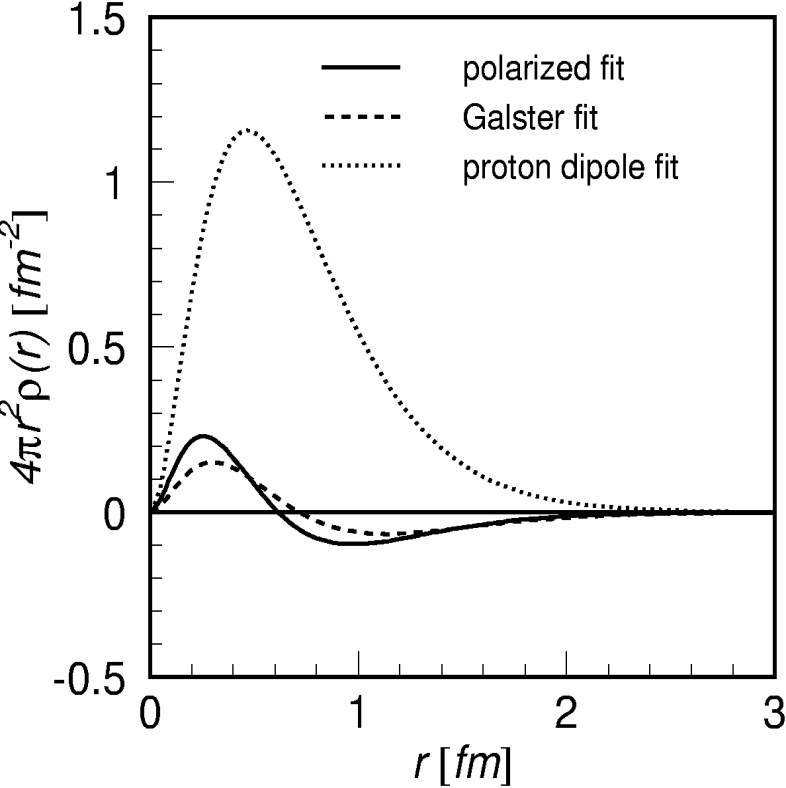 1.5
1
0.5
0
-0.5
0
1
2
3
polarized fit
Galster fit
proton dipole fit
4πr²ρ(r) [fm⁻²]
r [fm]